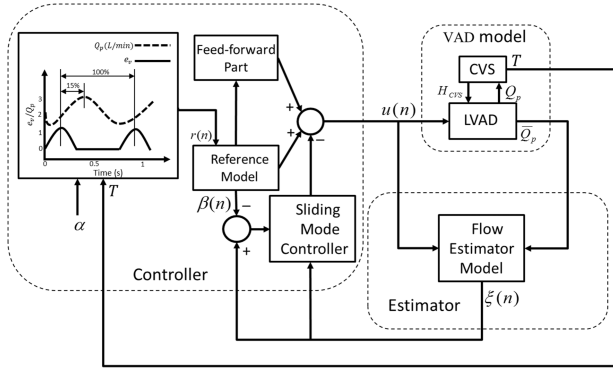 Q_p(L/min)
e_v
100%
15%
e_v/Q_p
3
2
1
0
0
0.5
1
Time (s)
α
T
Feed-forward
Part
r(n)
Reference
Model
β(n)
+
+
−
−
+
Sliding
Mode
Controller
Controller
u(n)
VAD model
CVS
T
H_CVS
Q_p
LVAD
Q̅_p
Flow
Estimator
Model
ξ(n)
Estimator